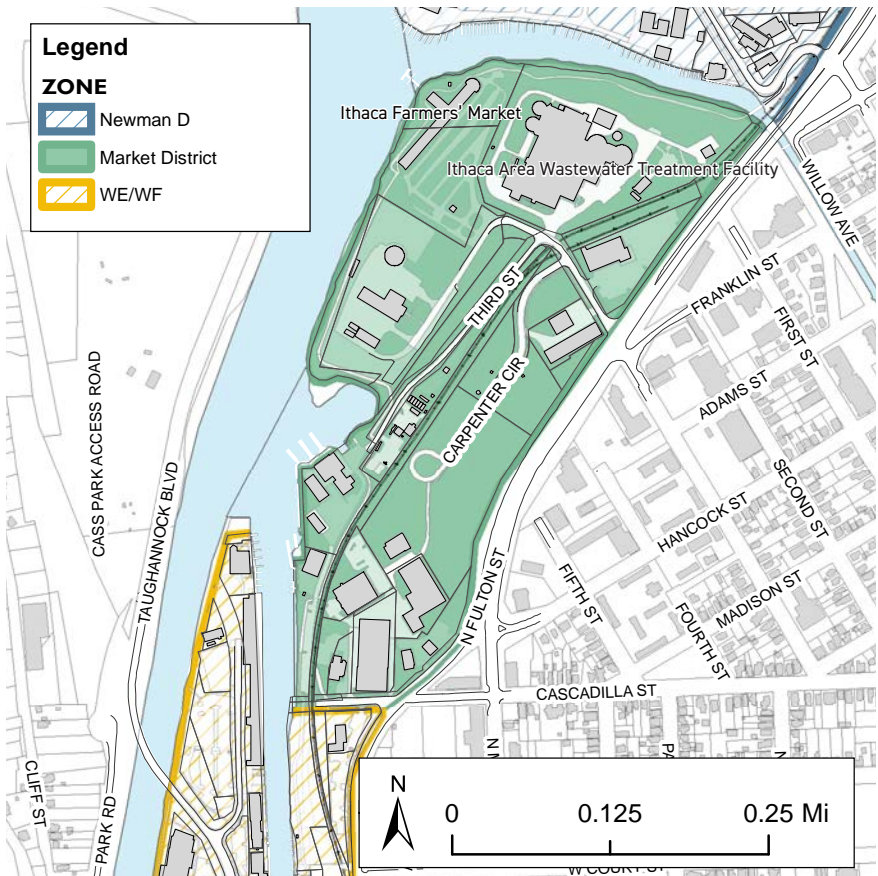 Legend
ZONE
Newman D
Market District
WE/WF
Ithaca Farmers' Market
Ithaca Area Wastewater Treatment Facility
WILLOW AVE
FRANKLIN ST
THIRD ST
FIRST ST
CARPENTER CIR
ADAMS ST
CASS PARK ACCESS ROAD
TAUGHANNOCK BLVD
SECOND ST
HANCOCK ST
N FULTON ST
FIFTH ST
MADISON ST
FOURTH ST
CASCADILLA ST
CLIFF ST
PARK RD
N
0 0.125 0.25 Mi
W COURT ST